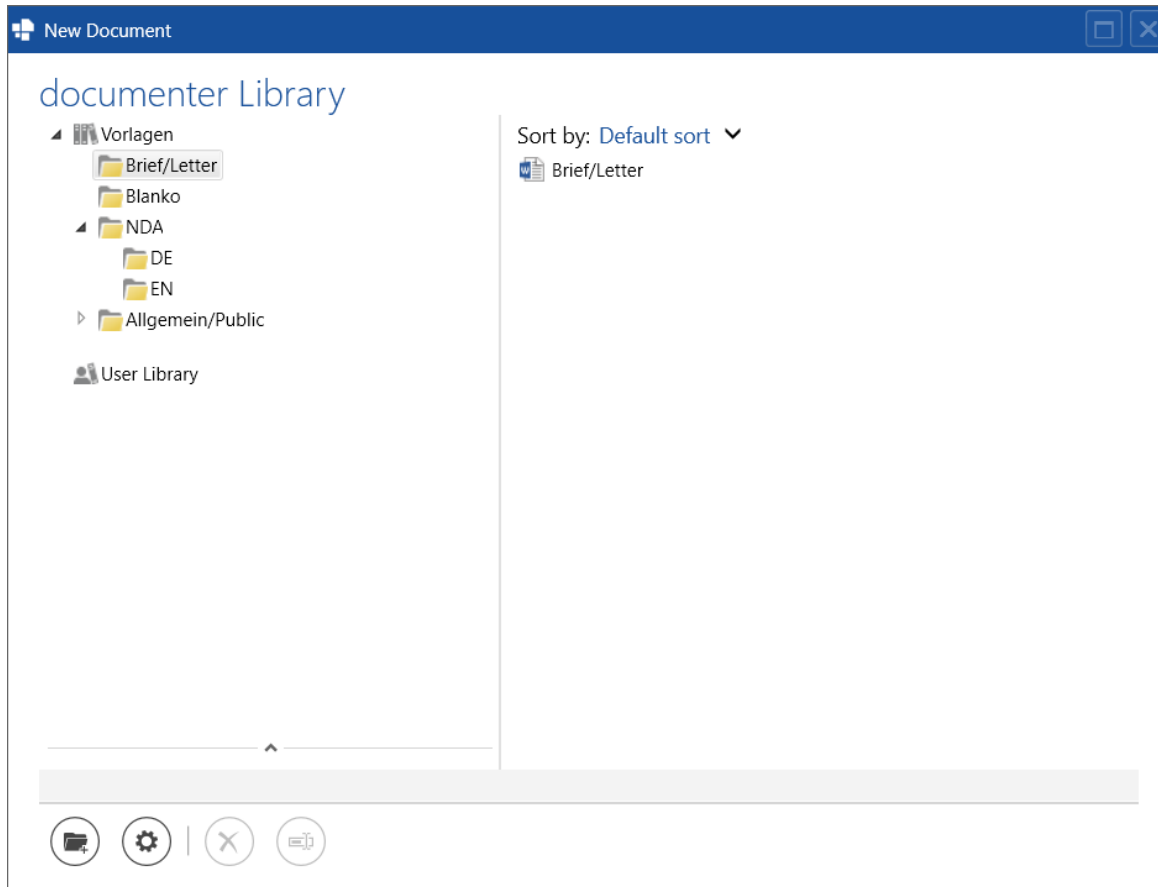 New Document
documenter Library
Vorlagen
Brief/Letter
Blanko
NDA
DE
EN
Allgemein/Public
User Library
Sort by: Default sort
Brief/Letter